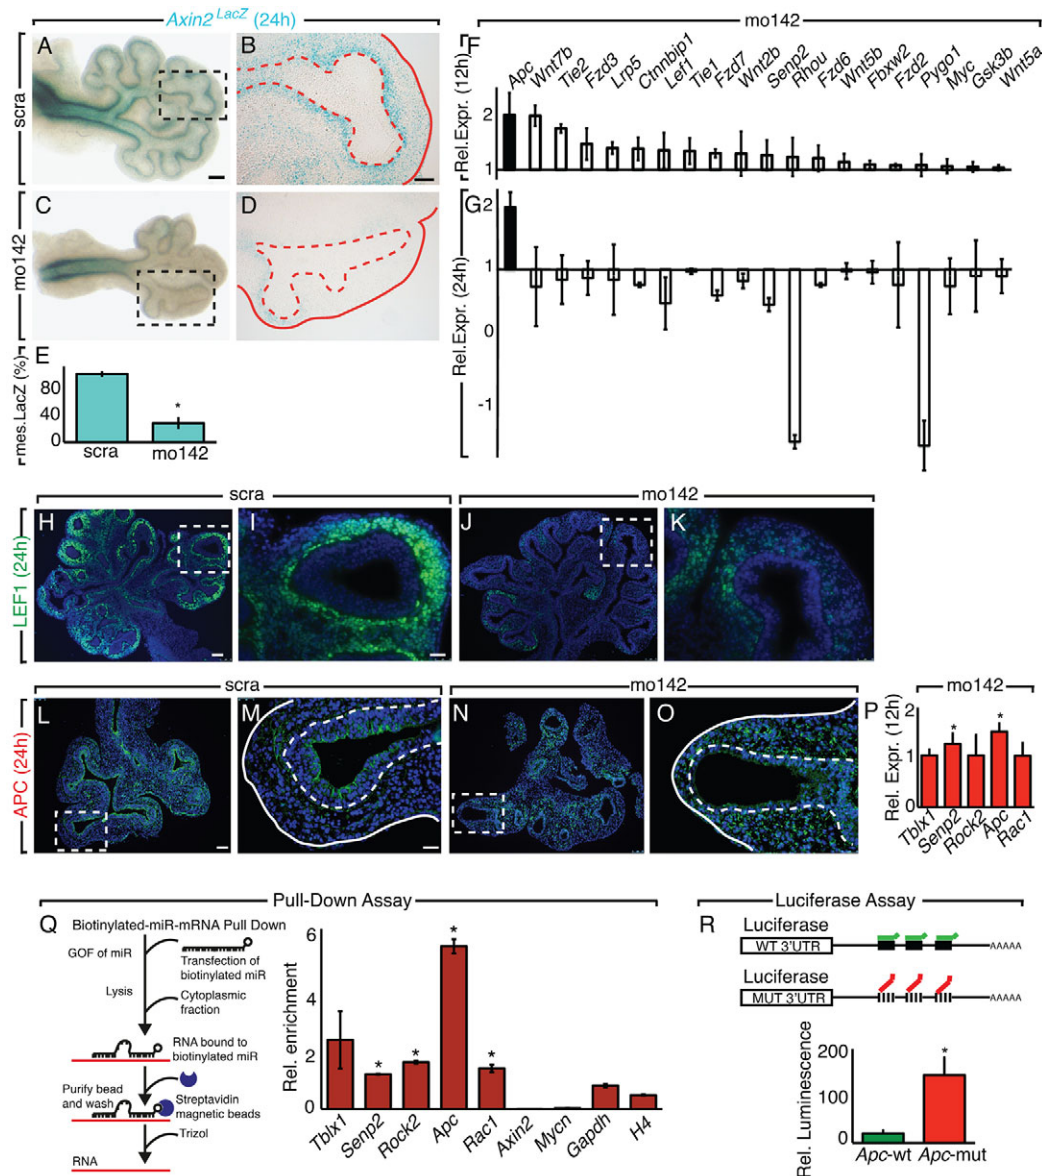 Axin2 LacZ (24h)
mo142
scra
mo142
A
B
C
D
E
mes.LacZ (%)
80
40
0
*
scra
mo142
F
Rel.Expr. (12h)
Apc
Wnt7b
Tie2
Fzd3
Lrp5
Ctnnbip1
Lef1
Tie1
Fzd7
Wnt2b
Senp2
Rhou
Fzd6
Wnt5b
Fbxw2
Fzd2
Pygo1
Myc
Gsk3b
Wnt5a
2
1
G
Rel.Expr. (24h)
2
1
0
-1
scra
mo142
LEF1 (24h)
H
I
J
K
scra
mo142
APC (24h)
L
M
N
O
P
mo142
Rel. Expr. (12h)
2
1
0
*
*
Tblx1
Senp2
Rock2
Apc
Rac1
Pull-Down Assay
Q
Biotinylated-miR-mRNA Pull Down
GOF of miR
Transfection of
biotinylated miR
Lysis
Cytoplasmic
fraction
RNA bound to
biotinylated miR
Purify bead
and wash
Streptavidin
magnetic beads
Trizol
RNA
Rel. enrichment
6
4
2
0
*
*
*
*
Tblx1
Senp2
Rock2
Apc
Rac1
Axin2
Mycn
Gapdh
H4
Luciferase Assay
R
Luciferase
WT 3'UTR
AAAAA
Luciferase
MUT 3'UTR
AAAAA
Rel. Luminescence
200
100
0
*
Apc-wt
Apc-mut